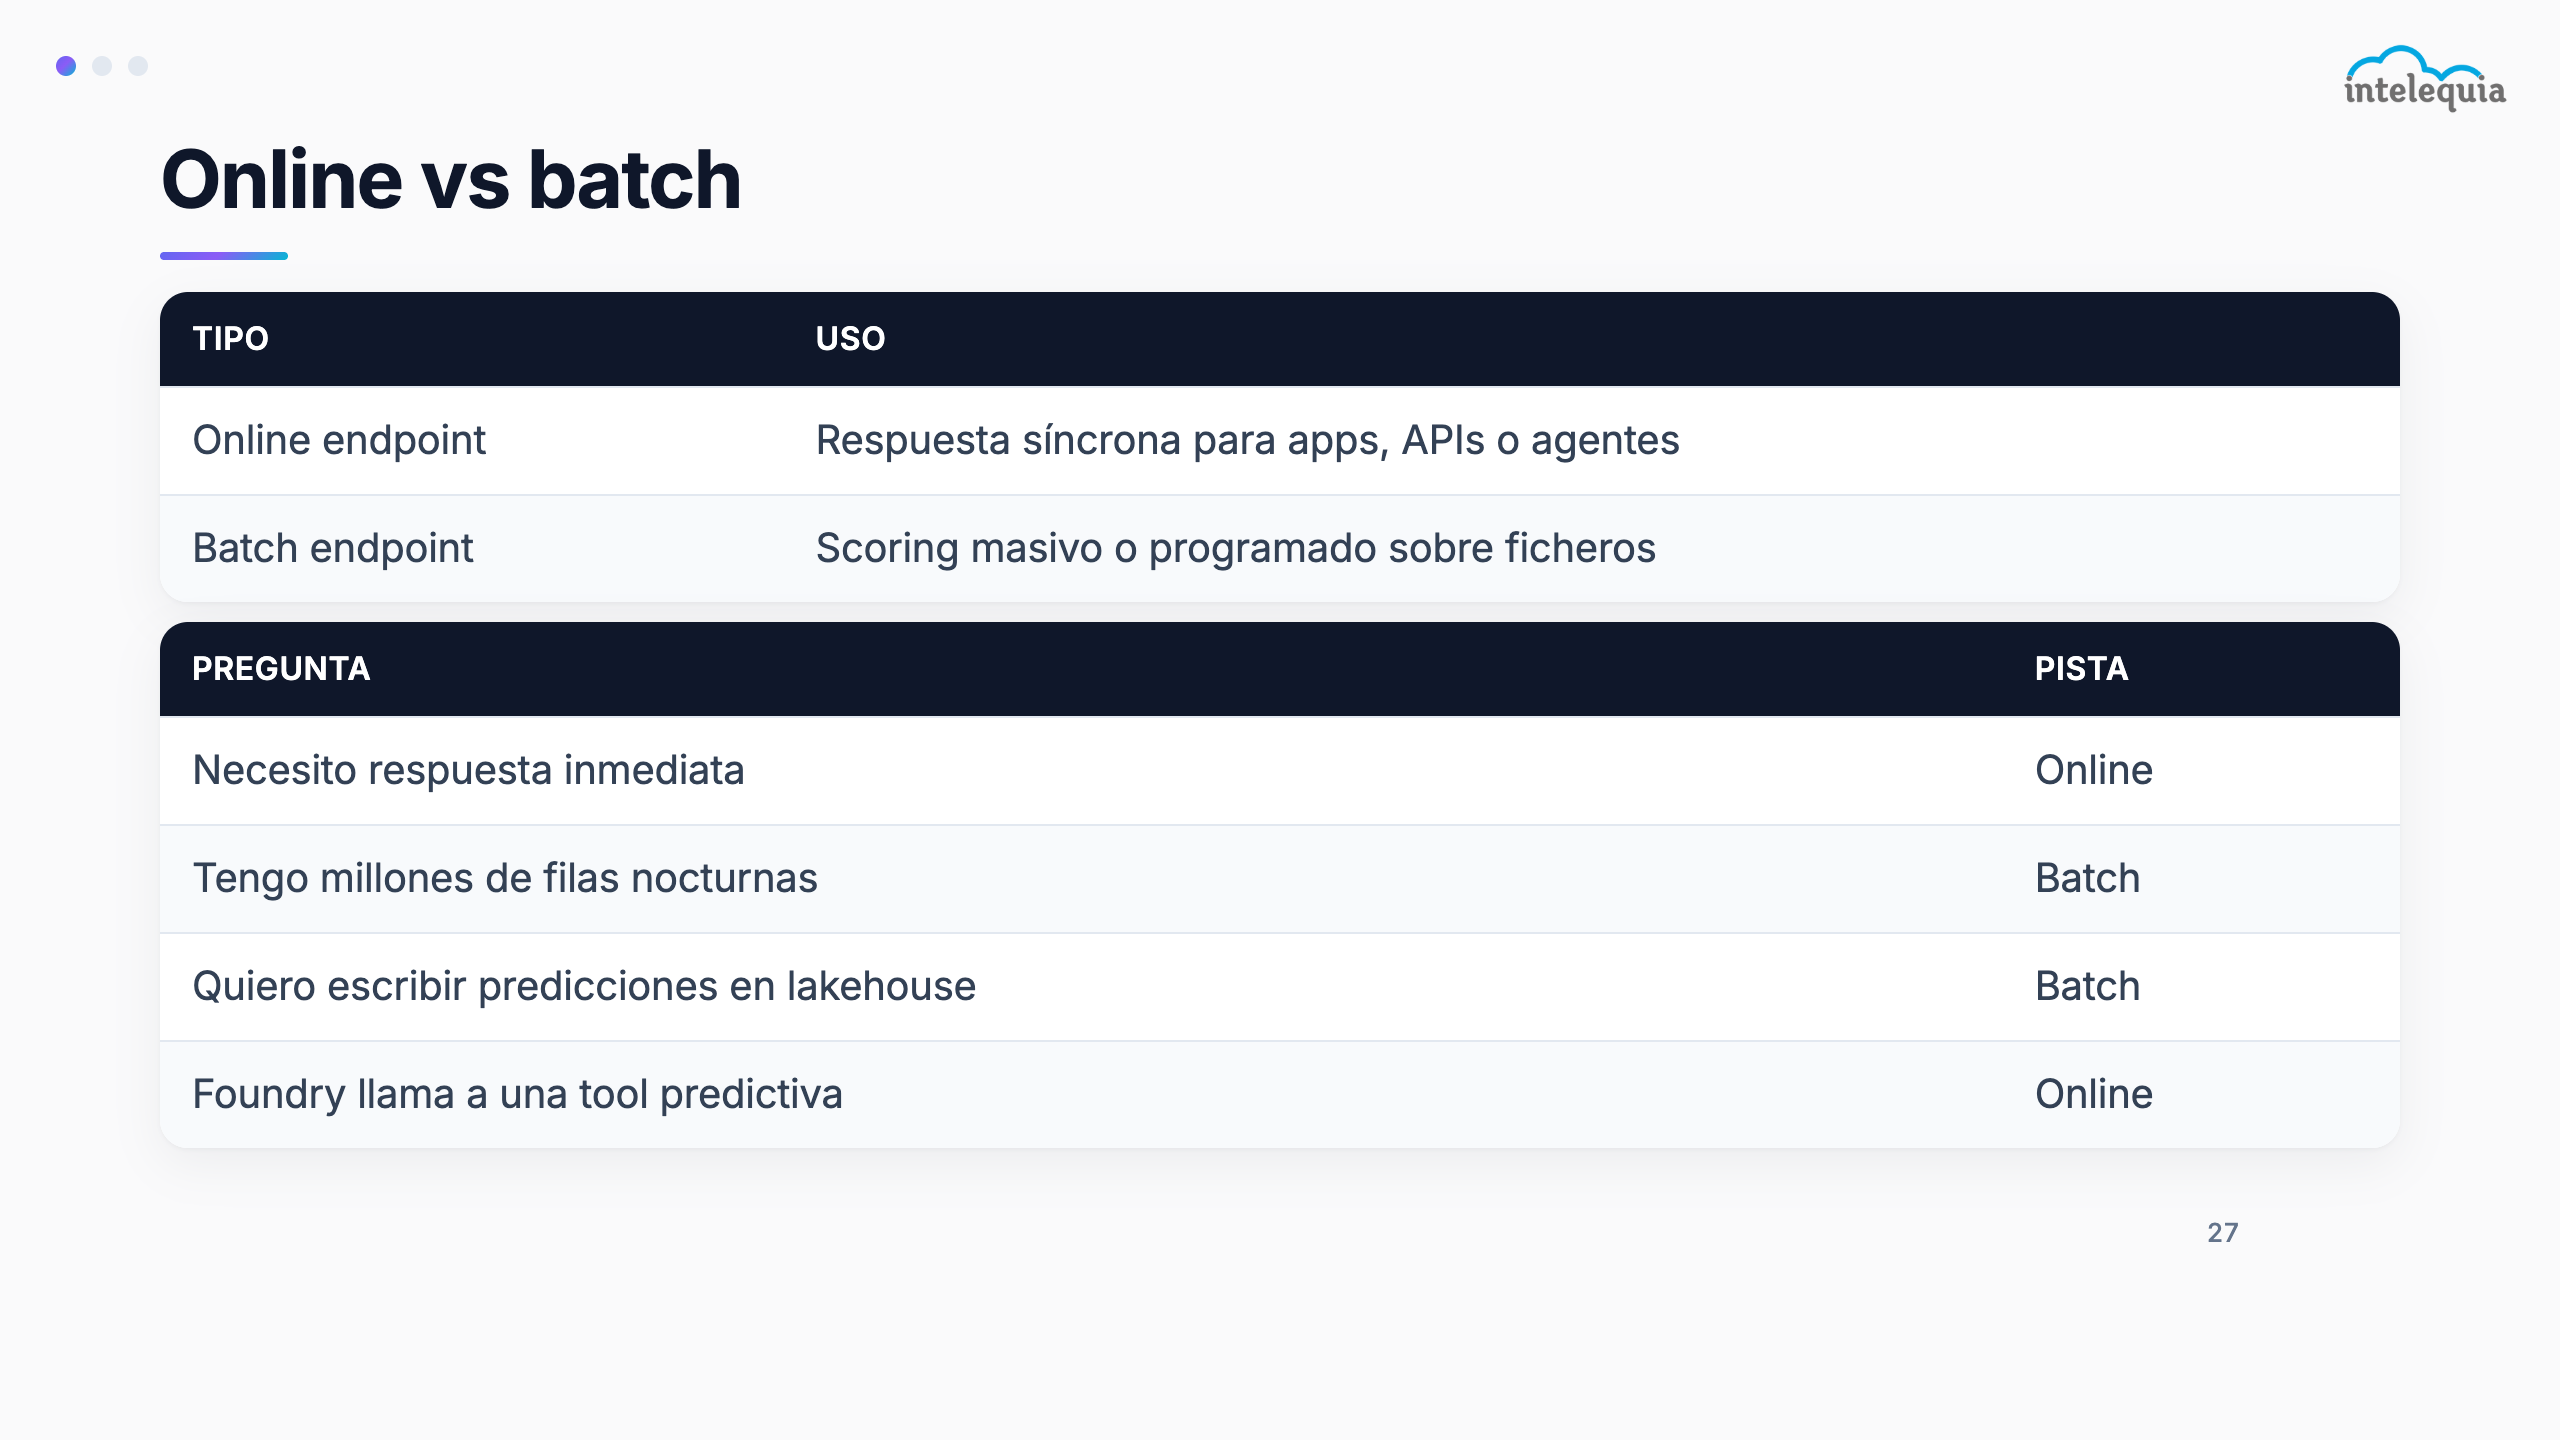 intelequia
Online vs batch
TIPO USO
Online endpoint Respuesta síncrona para apps, APIs o agentes
Batch endpoint Scoring masivo o programado sobre ficheros
PREGUNTA PISTA
Necesito respuesta inmediata Online
Tengo millones de filas nocturnas Batch
Quiero escribir predicciones en lakehouse Batch
Foundry llama a una tool predictiva Online
27